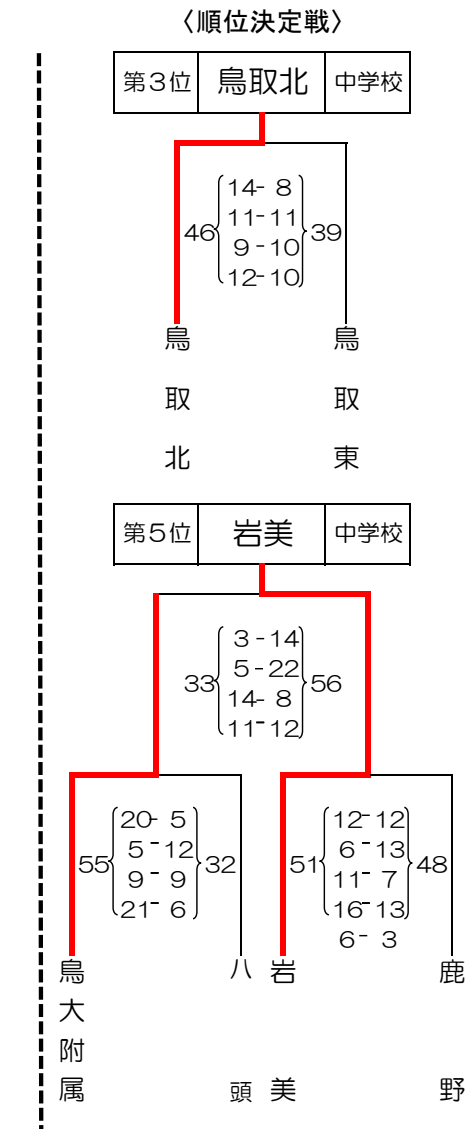 〈順位決定戦〉
第3位 鳥取北 中学校
14- 8
11-11
46 39
9 -10
12-10
鳥取北 鳥取東
第5位 岩美 中学校
3 -14
5 -22
33 56
14- 8
11-12
20- 5
5 -12
55 32
9 - 9
21- 6
12-12
6 -13
51 48
11- 7
16-13
6 - 3
鳥大附属 八頭 岩美 鹿野